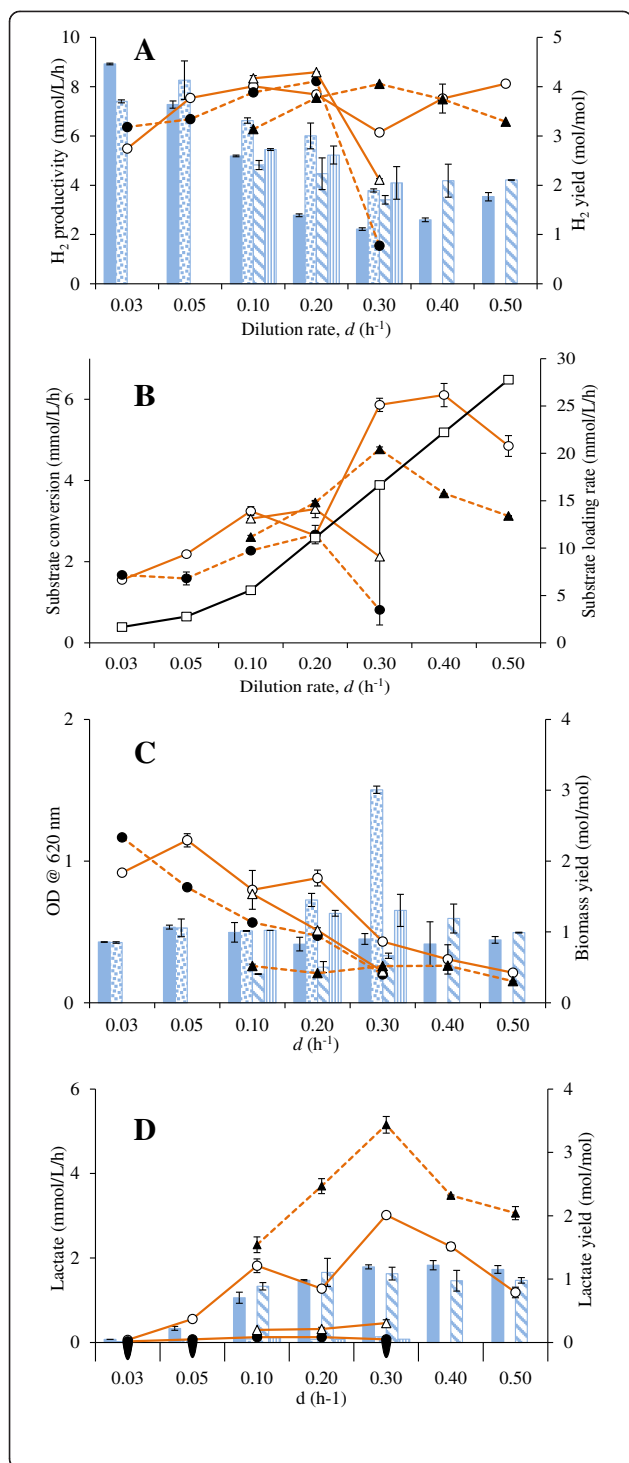 A
H2 productivity (mmol/L/h)
10
8
6
4
2
0
5
4
3
2
1
0
H2 yield (mol/mol)
0.03 0.05 0.10 0.20 0.30 0.40 0.50
Dilution rate, d (h-1)
B
Substrate conversion (mmo/L/h)
6
4
2
0
30
25
20
15
10
5
0
Substrate loading rate (mmol/L/h)
0.03 0.05 0.10 0.20 0.30 0.40 0.50
Dilution rate, d (h-1)
C
OD @ 620 nm
2
1
0
4
3
2
1
0
Biomass yield (mol/mol)
0.03 0.05 0.10 0.20 0.30 0.40 0.50
d (h-1)
D
Lactate (mmol/L/h)
6
4
2
0
4
3
2
1
0
Lactate yield (mol/mol)
0.03 0.05 0.10 0.20 0.30 0.40 0.50
d (h-1)